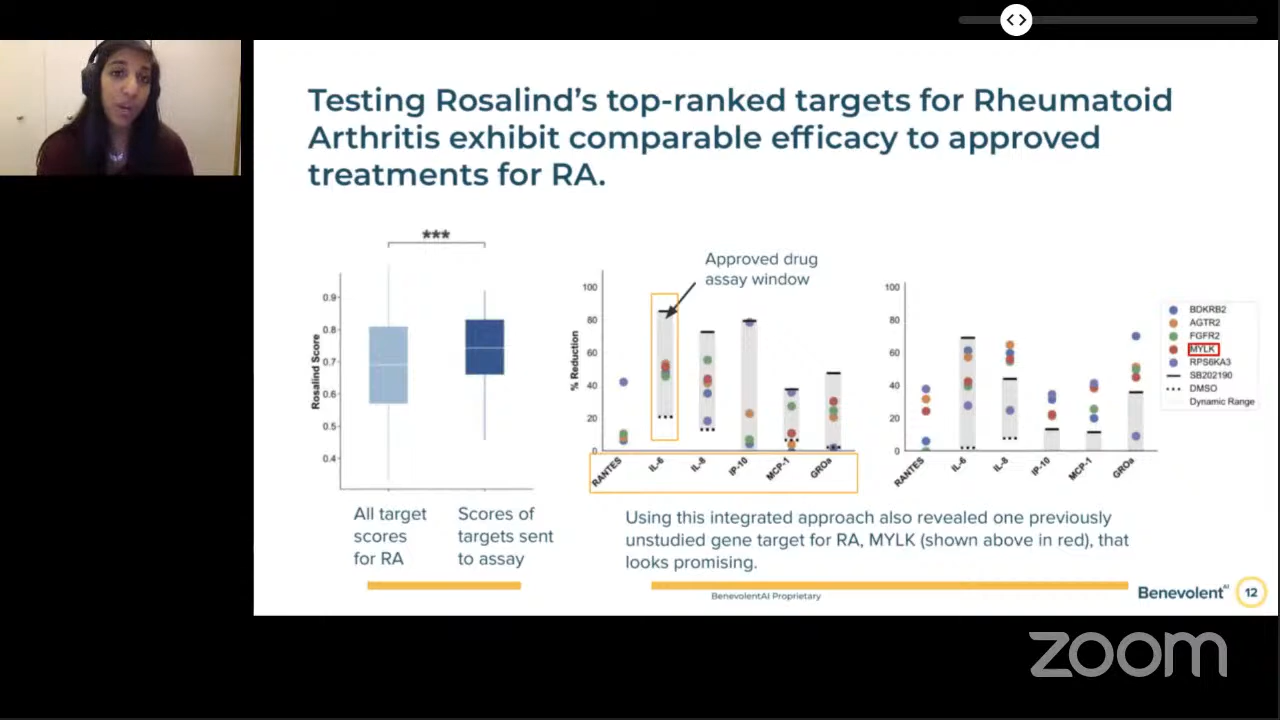 Testing Rosalind's top-ranked targets for Rheumatoid
Arthritis exhibit comparable efficacy to approved
treatments for RA.
***
Rosalind Score
0.9
0.8
0.7
0.6
0.5
0.4
All target
scores
for RA
Scores of
targets sent
to assay
Approved drug
assay window
% Reduction
100
80
60
40
20
0
RANTES
IL-6
IL-8
IP-10
MCP-1
GROa
100
80
60
40
20
0
RANTES
IL-6
IL-8
IP-10
MCP-1
GROa
BDKRB2
AGTR2
FGFR2
MYLK
RPS6KA3
SB202190
DMSO
Dynamic Range
Using this integrated approach also revealed one previously
unstudied gene target for RA, MYLK (shown above in red), that
looks promising.
BenevolentAI Proprietary
Benevolent AI
12
zoom